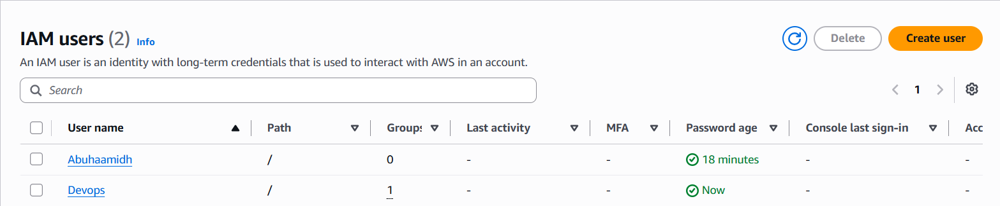 IAM users (2) Info
Delete
Create user
An IAM user is an identity with long-term credentials that is used to interact with AWS in an account.
Search
1
User name Path Groups Last activity MFA Password age Console last sign-in Acc
Abuhaamidh / 0 - - 18 minutes - -
Devops / 1 - - Now - -